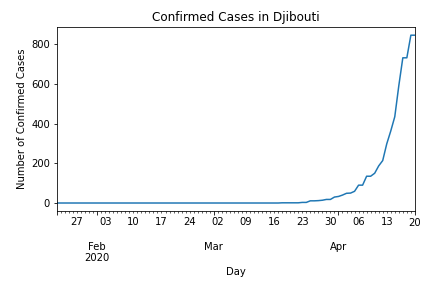 Confirmed Cases in Djibouti
Number of Confirmed Cases
800
600
400
200
0
27 03 10 17 24 02 09 16 23 30 06 13 20
Feb Mar Apr
2020
Day